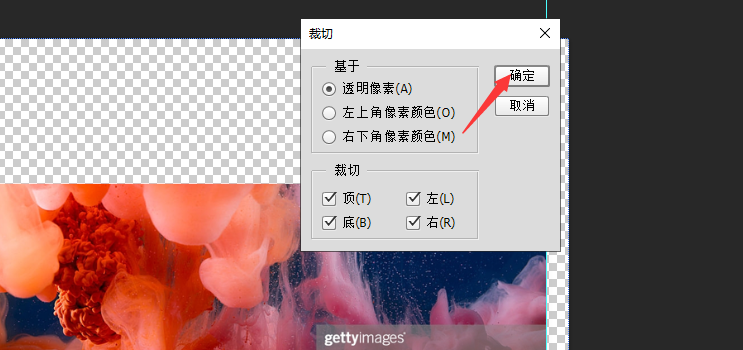 裁切
基于
透明像素(A)
左上角像素颜色(O)
右下角像素颜色(M)
确定
取消
裁切
顶(T)
左(L)
底(B)
右(R)
gettyimages®